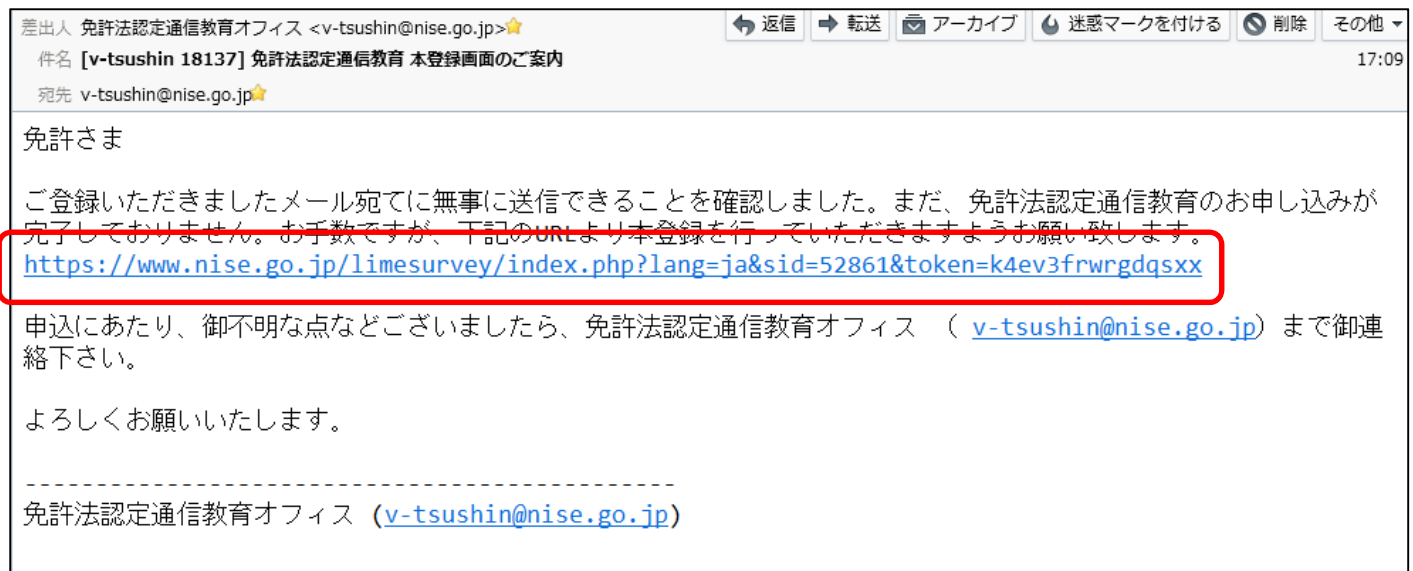 差出人 免許法認定通信教育オフィス <v-tsushin@nise.go.jp>
返信 転送 アーカイブ 迷惑マークを付ける 削除 その他
件名 [v-tsushin 18137] 免許法認定通信教育 本登録画面のご案内 17:09
宛先 v-tsushin@nise.go.jp
免許さま
ご登録いただきましたメール宛てに無事に送信できることを確認しました。まだ、免許法認定通信教育のお申し込みが
完了しておりません。お手数ですが、下記のURLより本登録を行っていただきますようお願い致します。
https://www.nise.go.jp/limesurvey/index.php?lang=ja&sid=52861&token=k4ev3frwrgdqsxx
申込にあたり、御不明な点などございましたら、免許法認定通信教育オフィス （ v-tsushin@nise.go.jp）まで御連
絡下さい。
よろしくお願いいたします。
------------------------------------------------
免許法認定通信教育オフィス (v-tsushin@nise.go.jp)